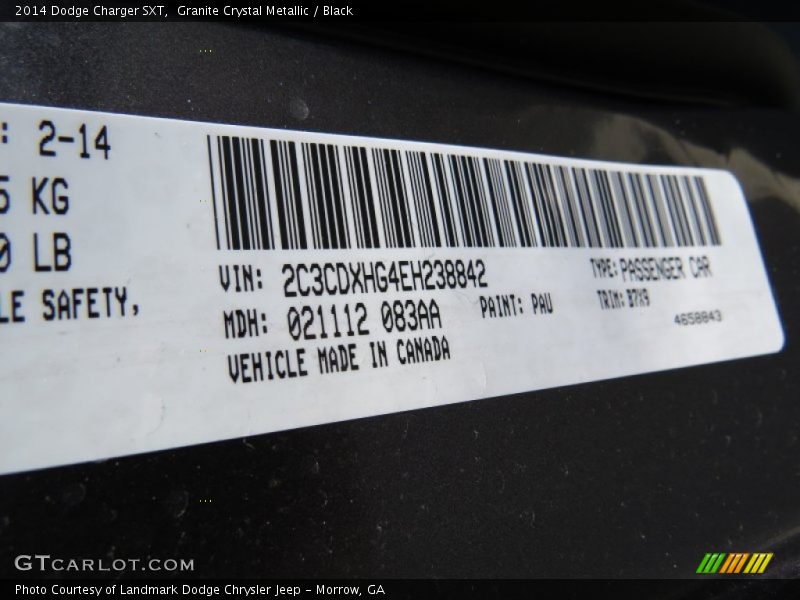 2014 Dodge Charger SXT,  Granite Crystal Metallic / Black
: 2-14
5 KG
0 LB
LE SAFETY,
VIN: 2C3CDXHG4EH238842
TYPE: PASSENGER CAR
MDH: 021112 083AA
PAINT: PAU
TRIM: B7X9
4658843
VEHICLE MADE IN CANADA
GTCARLOT.COM
Photo Courtesy of Landmark Dodge Chrysler Jeep - Morrow, GA